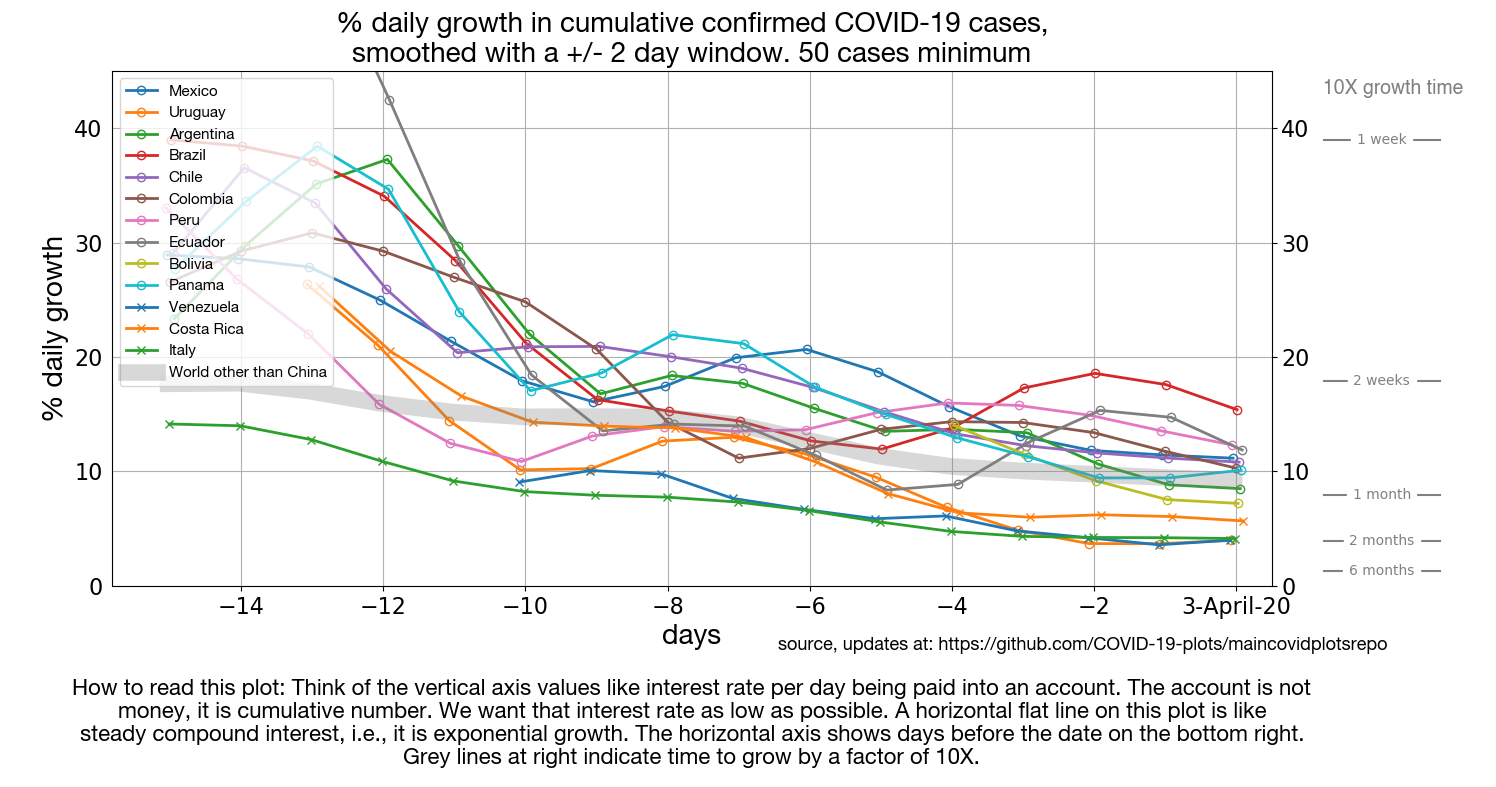 % daily growth in cumulative confirmed COVID-19 cases,
smoothed with a +/- 2 day window. 50 cases minimum
10X growth time
1 week
2 weeks
1 month
2 months
6 months
% daily growth
40
30
20
10
0
Mexico
Uruguay
Argentina
Brazil
Chile
Colombia
Peru
Ecuador
Bolivia
Panama
Venezuela
Costa Rica
Italy
World other than China
40
30
20
10
0
−14 −12 −10 −8 −6 −4 −2 3-April-20
days
source, updates at: https://github.com/COVID-19-plots/maincovidplotsrepo
How to read this plot: Think of the vertical axis values like interest rate per day being paid into an account. The account is not
money, it is cumulative number. We want that interest rate as low as possible. A horizontal flat line on this plot is like
steady compound interest, i.e., it is exponential growth. The horizontal axis shows days before the date on the bottom right.
Grey lines at right indicate time to grow by a factor of 10X.